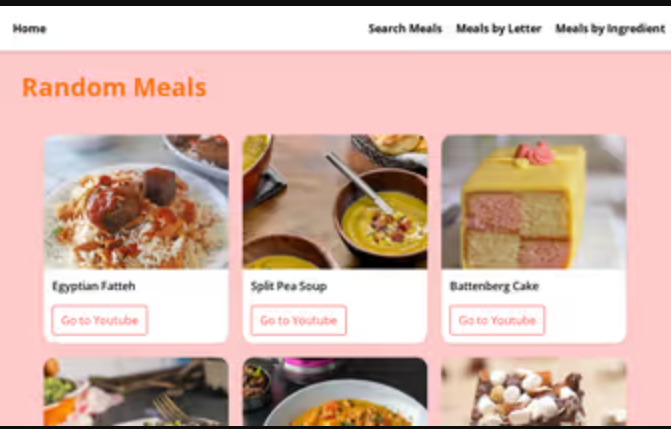 Home Search Meals Meals by Letter Meals by Ingredient
Random Meals
Egyptian Fatteh
Go to Youtube
Split Pea Soup
Go to Youtube
Battenberg Cake
Go to Youtube